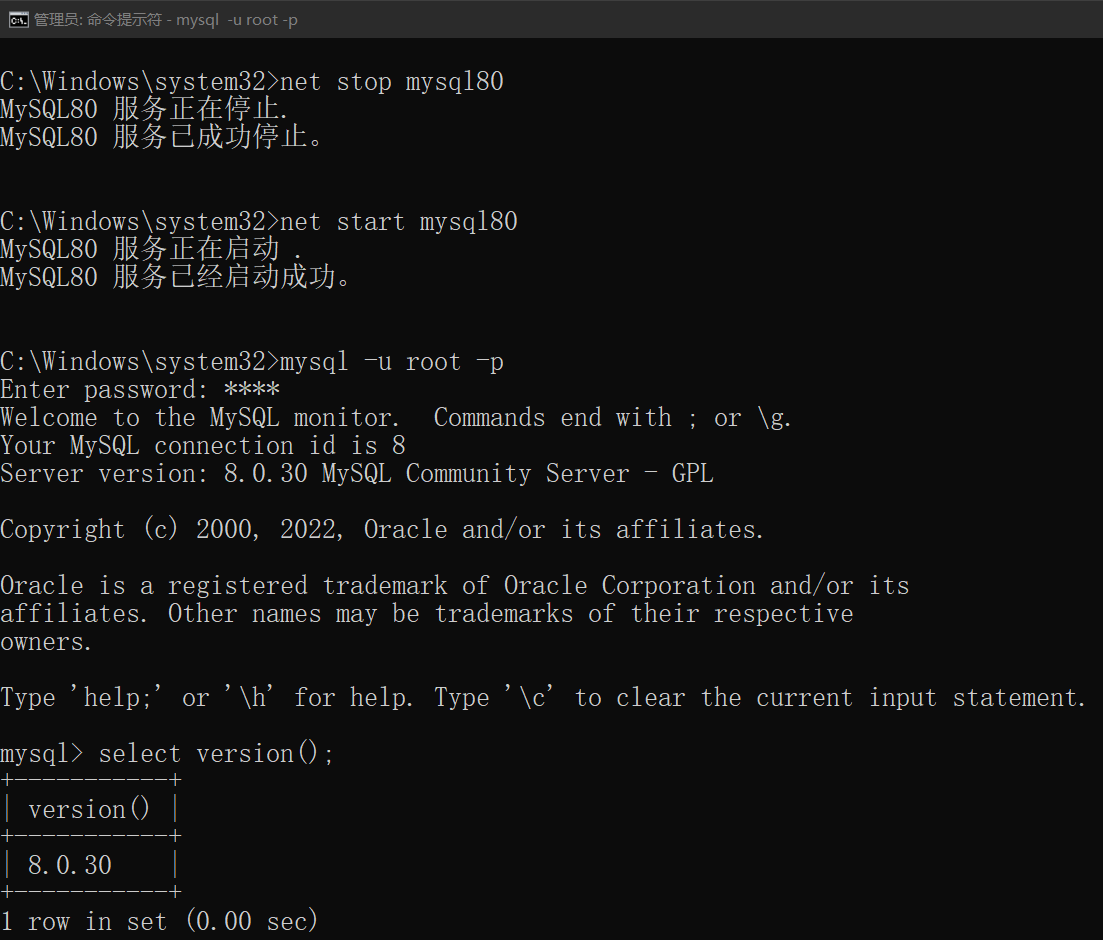 管理员: 命令提示符 - mysql  -u root -p
C:\Windows\system32>net stop mysql80
MySQL80 服务正在停止.
MySQL80 服务已成功停止。
C:\Windows\system32>net start mysql80
MySQL80 服务正在启动 .
MySQL80 服务已经启动成功。
C:\Windows\system32>mysql -u root -p
Enter password: ****
Welcome to the MySQL monitor.  Commands end with ; or \g.
Your MySQL connection id is 8
Server version: 8.0.30 MySQL Community Server - GPL
Copyright (c) 2000, 2022, Oracle and/or its affiliates.
Oracle is a registered trademark of Oracle Corporation and/or its
affiliates. Other names may be trademarks of their respective
owners.
Type 'help;' or '\h' for help. Type '\c' to clear the current input statement.
mysql> select version();
+-----------+
| version() |
+-----------+
| 8.0.30    |
+-----------+
1 row in set (0.00 sec)